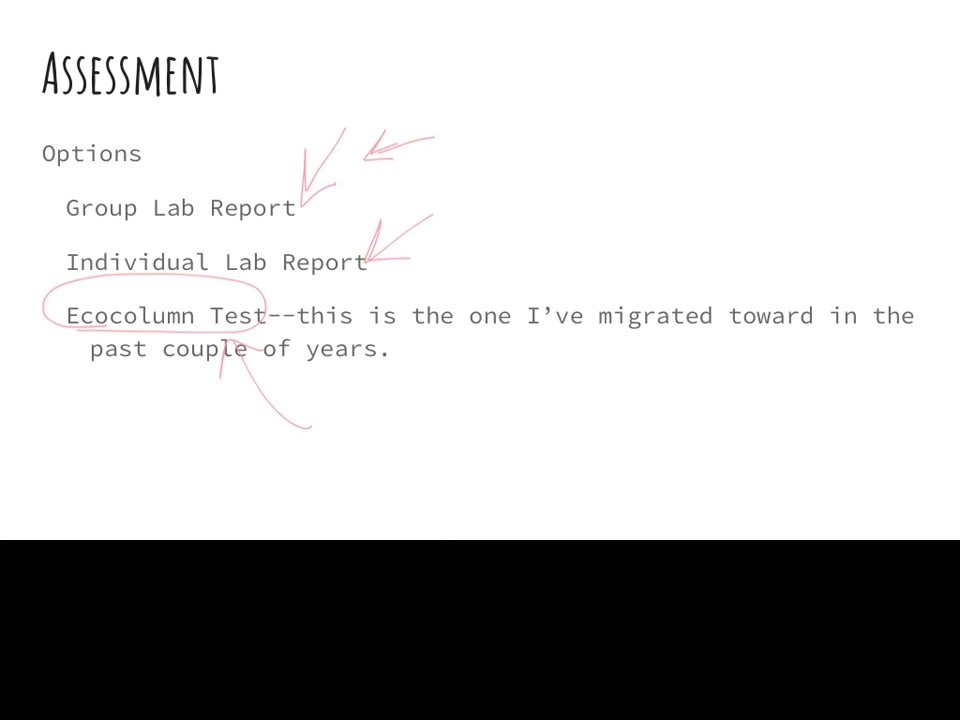 Assessment
Options
Group Lab Report
Individual Lab Report
Ecocolumn Test--this is the one I’ve migrated toward in the
past couple of years.